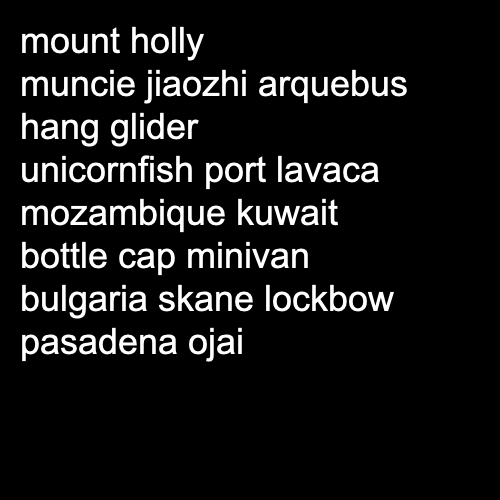 mount holly
muncie jiaozhi arquebus
hang glider
unicornfish port lavaca
mozambique kuwait
bottle cap minivan
bulgaria skane lockbow
pasadena ojai